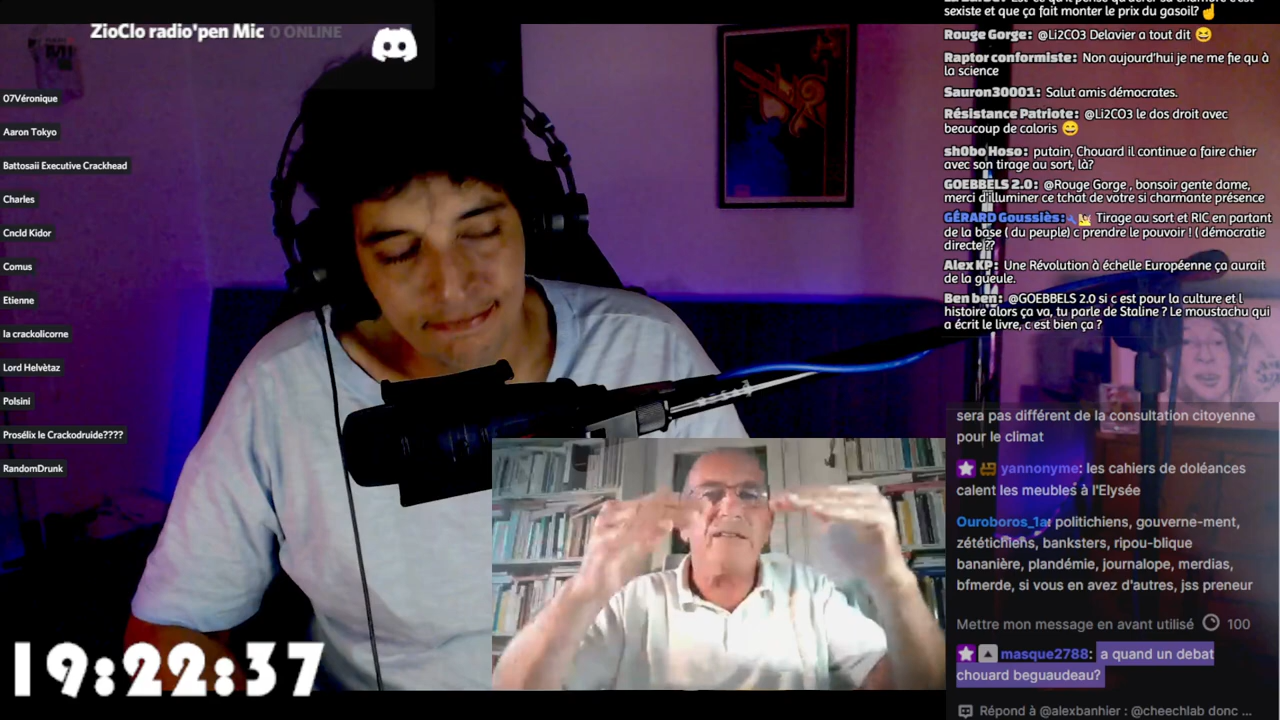 ZioClo radio'pen Mic 0 ONLINE
07Véronique
Aaron Tokyo
Battosaii Executive Crackhead
Charles
Cncld Kidor
Comus
Etienne
la crackolicorne
Lord Helvètaz
Polsini
Prosélix le Crackodruide????
RandomDrunk
19:22:37
sexiste et que ça fait monter le prix du gasoil? ☝
Rouge Gorge: @Li2CO3 Delavier a tout dit 😆
Raptor conformiste: Non aujourd'hui je ne me fie qu à
la science
Sauron30001: Salut amis démocrates.
Résistance Patriote: @Li2CO3 le dos droit avec
beaucoup de caloris 😄
sh0bo Hoso: putain, Chouard il continue a faire chier
avec son tirage au sort, là?
GOEBBELS 2.0: @Rouge Gorge , bonsoir gente dame,
merci d'illuminer ce tchat de votre si charmante présence
GÉRARD Goussiès: Tirage au sort et RIC en partant
de la base ( du peuple) c prendre le pouvoir ! ( démocratie
directe ??
Alex KP: Une Révolution à échelle Européenne ça aurait
de la gueule.
Ben ben: @GOEBBELS 2.0 si c est pour la culture et l
histoire alors ça va, tu parle de Staline ? Le moustachu qui
a écrit le livre, c est bien ça ?
sera pas différent de la consultation citoyenne
pour le climat
yannonyme: les cahiers de doléances
calent les meubles à l'Elysée
Ouroboros_1a: politichiens, gouverne-ment,
zététichiens, banksters, ripou-blique
bananière, plandémie, journalope, merdias,
bfmerde, si vous en avez d'autres, jss preneur
Mettre mon message en avant utilisé 100
masque2788: a quand un debat
chouard beguaudeau?
Répond à @alexbanhier : @cheechlab donc ...